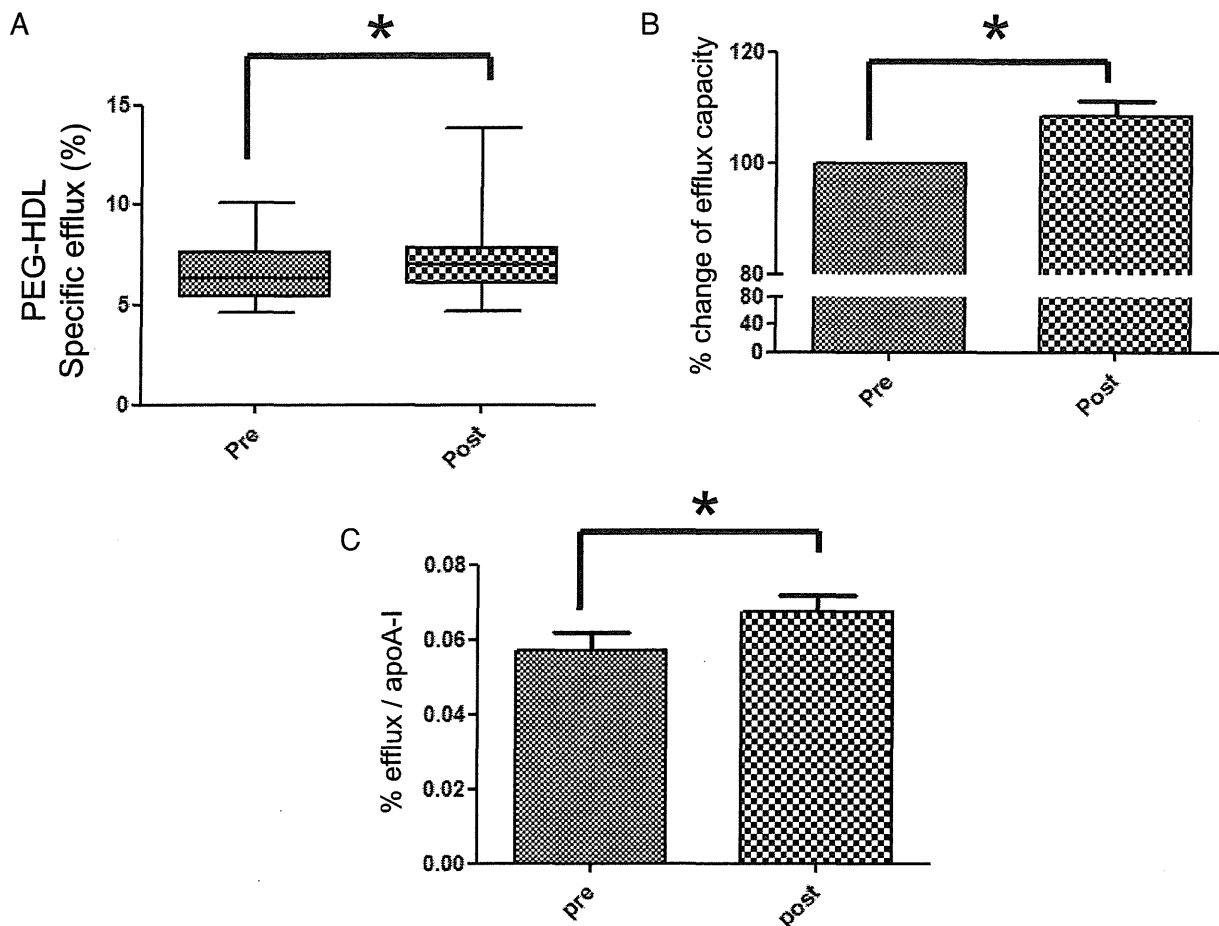 A
*
PEG-HDL
Specific efflux (%)
15
10
5
0
Pre
Post
B
*
% change of efflux capacity
120
100
80
80
40
0
Pre
Post
C
*
% efflux / apoA-I
0.08
0.06
0.04
0.02
0.00
pre
post